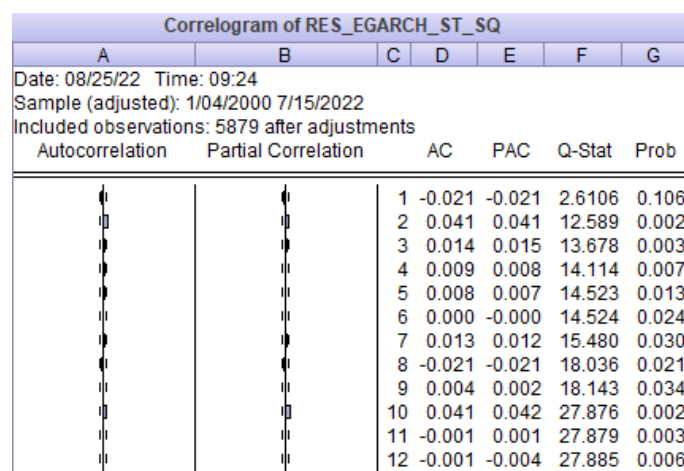 Correlogram of RES_EGARCH_ST_SQ
A B C D E F G
Date: 08/25/22 Time: 09:24
Sample (adjusted): 1/04/2000 7/15/2022
Included observations: 5879 after adjustments
Autocorrelation Partial Correlation AC PAC Q-Stat Prob
1 -0.021 -0.021 2.6106 0.106
2 0.041 0.041 12.589 0.002
3 0.014 0.015 13.678 0.003
4 0.009 0.008 14.114 0.007
5 0.008 0.007 14.523 0.013
6 0.000 -0.000 14.524 0.024
7 0.013 0.012 15.480 0.030
8 -0.021 -0.021 18.036 0.021
9 0.004 0.002 18.143 0.034
10 0.041 0.042 27.876 0.002
11 -0.001 0.001 27.879 0.003
12 -0.001 -0.004 27.885 0.006